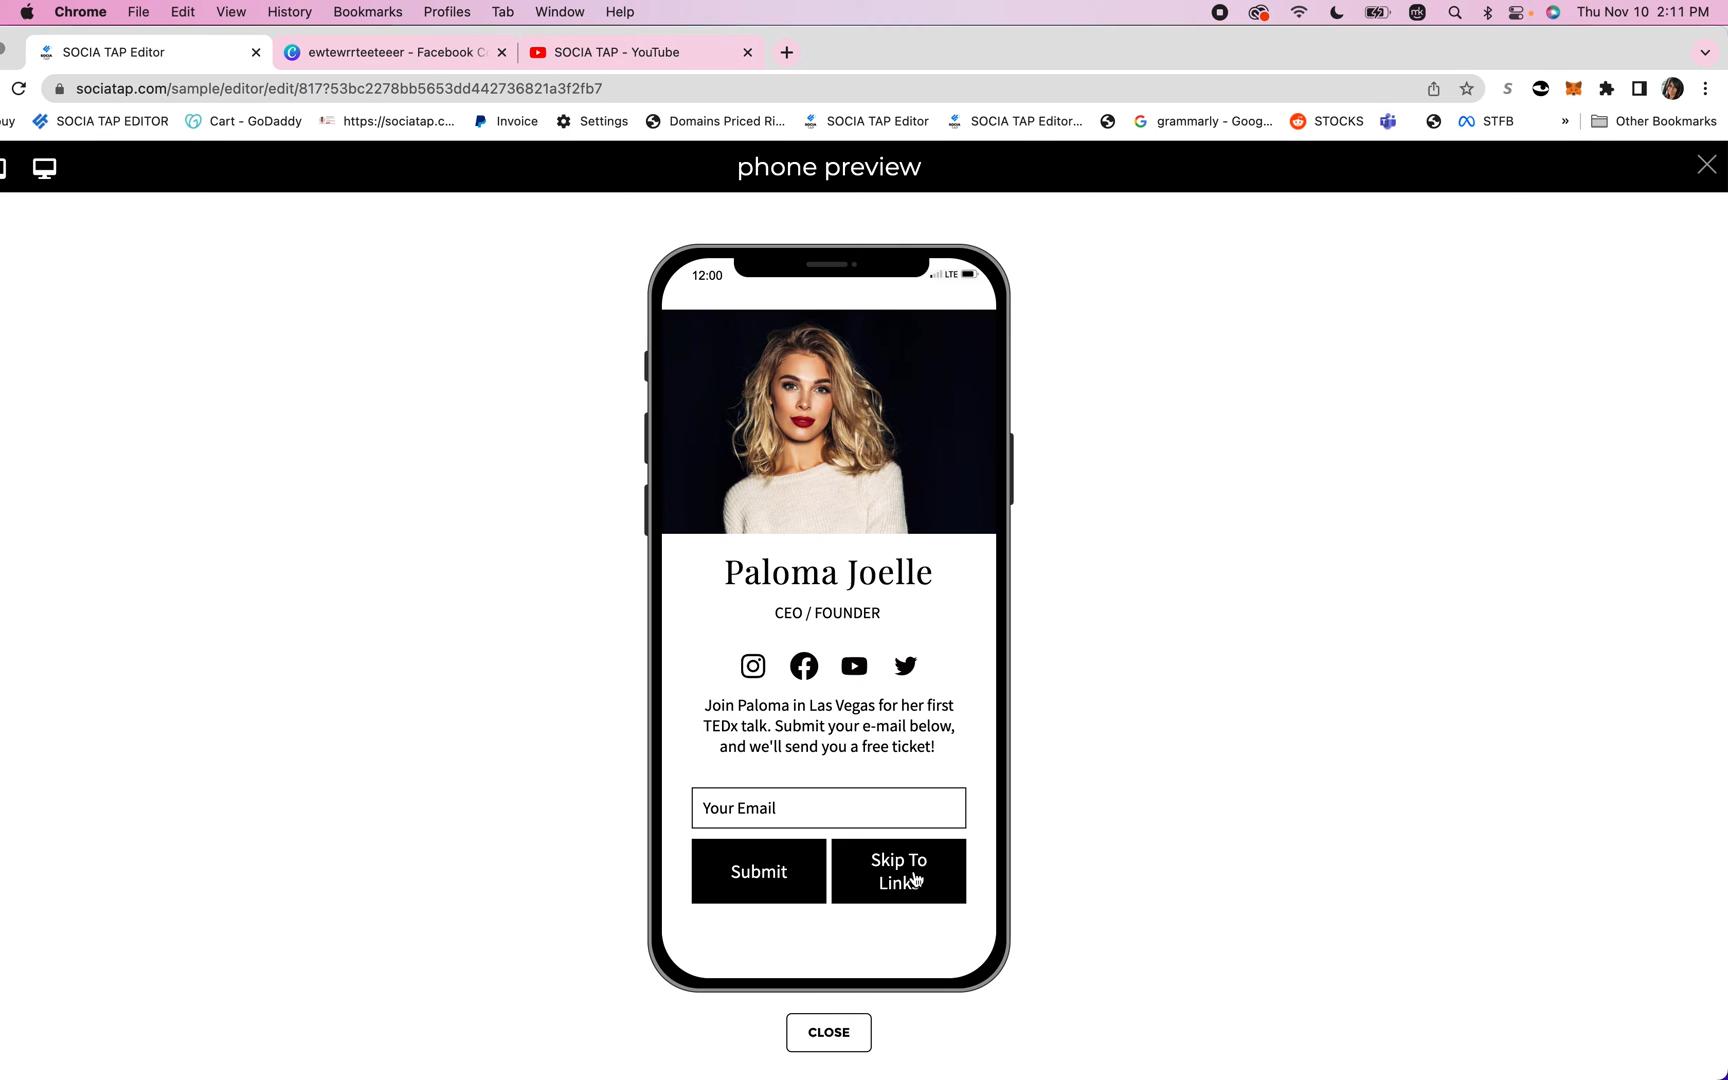 Chrome File Edit View History Bookmarks Profiles Tab Window Help Thu Nov 10 2:11 PM
SOCIA TAP Editor ewtewrrteeteeer - Facebook C SOCIA TAP - YouTube
sociatap.com/sample/editor/edit/817?53bc2278bb5653dd442736821a3f2fb7
uy SOCIA TAP EDITOR Cart - GoDaddy https://sociatap.c... Invoice Settings Domains Priced Ri... SOCIA TAP Editor SOCIA TAP Editor... grammarly - Goog... STOCKS STFB » Other Bookmarks
phone preview
12:00 LTE
Paloma Joelle
CEO / FOUNDER
Join Paloma in Las Vegas for her first
TEDx talk. Submit your e-mail below,
and we'll send you a free ticket!
Your Email
Submit
Skip To
Links
CLOSE